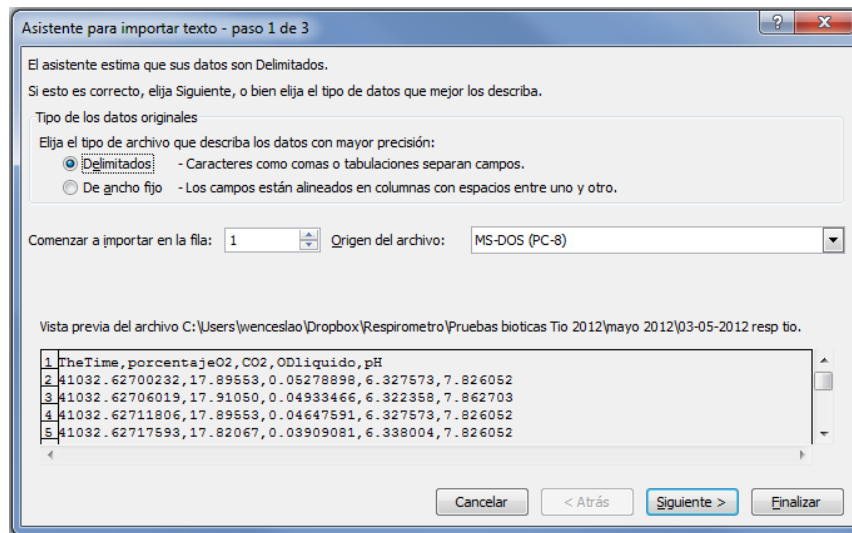 Asistente para importar texto - paso 1 de 3
El asistente estima que sus datos son Delimitados.
Si esto es correcto, elija Siguiente, o bien elija el tipo de datos que mejor los describa.
Tipo de los datos originales
Elija el tipo de archivo que describa los datos con mayor precisión:
Delimitados - Caracteres como comas o tabulaciones separan campos.
De ancho fijo - Los campos están alineados en columnas con espacios entre uno y otro.
Comenzar a importar en la fila: 1 Origen del archivo: MS-DOS (PC-8)
Vista previa del archivo C:\Users\wenceslao\Dropbox\Respirometro\Pruebas bioticas Tio 2012\mayo 2012\03-05-2012 resp tio.
1 TheTime,porcentajeO2,CO2,ODliquido,pH
2 41032.62700232,17.89553,0.05278898,6.327573,7.826052
3 41032.62706019,17.91050,0.04933466,6.322358,7.862703
4 41032.62711806,17.89553,0.04647591,6.327573,7.826052
5 41032.62717593,17.82067,0.03909081,6.338004,7.826052
Cancelar < Atrás Siguiente > Finalizar